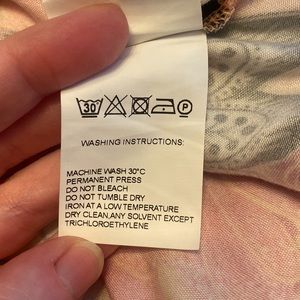 30
P
WASHING INSTRUCTIONS:
MACHINE WASH 30°C
PERMANENT PRESS
DO NOT BLEACH
DO NOT TUMBLE DRY
IRON AT A LOW TEMPERATURE
DRY CLEAN,ANY SOLVENT EXCEPT
TRICHLOROETHYLENE